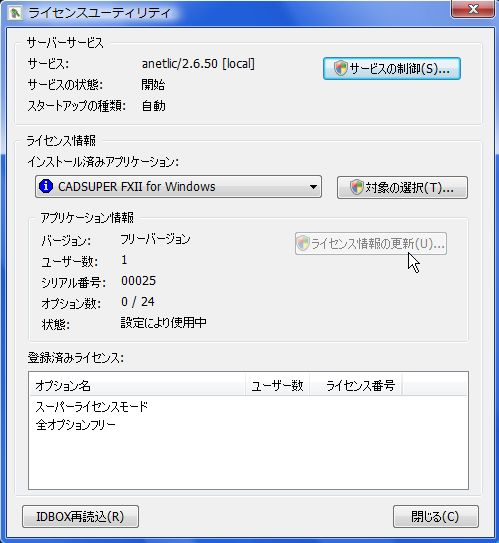 ライセンスユーティリティ
サーバーサービス
サービス: anetlic/2.6.50 [local] サービスの制御(S)...
サービスの状態: 開始
スタートアップの種類: 自動
ライセンス情報
インストール済みアプリケーション:
CADSUPER FXII for Windows 対象の選択(T)...
アプリケーション情報
バージョン: フリーバージョン ライセンス情報の更新(U)...
ユーザー数: 1
シリアル番号: 00025
オプション数: 0 / 24
状態: 設定により使用中
登録済みライセンス:
オプション名 ユーザー数 ライセンス番号
スーパーライセンスモード
全オプションフリー
IDBOX再読込(R) 閉じる(C)